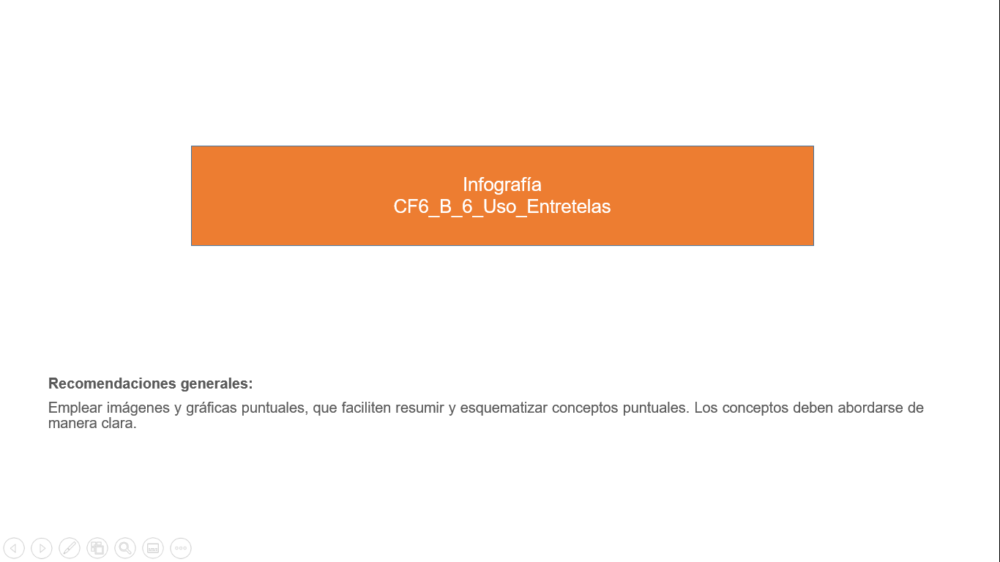 Infografía
CF6_B_6_Uso_Entretelas
Recomendaciones generales:
Emplear imágenes y gráficas puntuales, que faciliten resumir y esquematizar conceptos puntuales. Los conceptos deben abordarse de
manera clara.